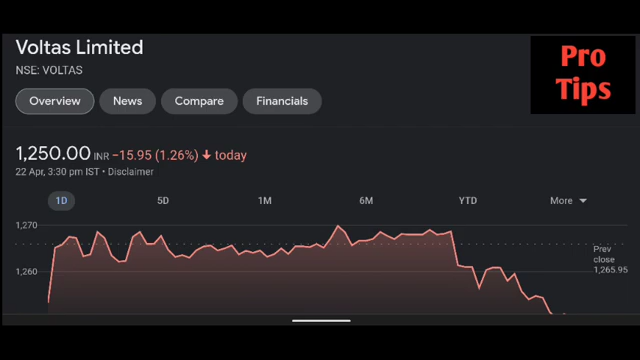 Voltas Limited
NSE: VOLTAS
Pro
Tips
Overview News Compare Financials
1,250.00 INR −15.95 (1.26%) ↓ today
22 Apr, 3:30 pm IST • Disclaimer
1D 5D 1M 6M YTD More
1,270
Prev
close
1,265.95
1,260